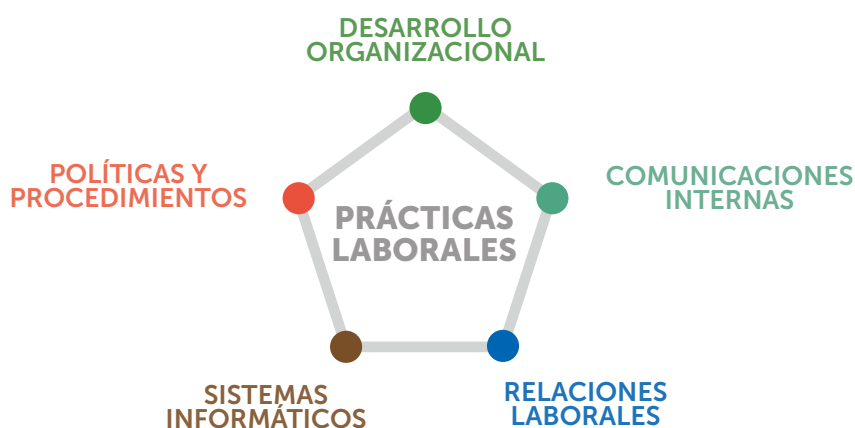 DESARROLLO
ORGANIZACIONAL
POLÍTICAS Y
PROCEDIMIENTOS
COMUNICACIONES
INTERNAS
PRÁCTICAS
LABORALES
SISTEMAS
INFORMÁTICOS
RELACIONES
LABORALES